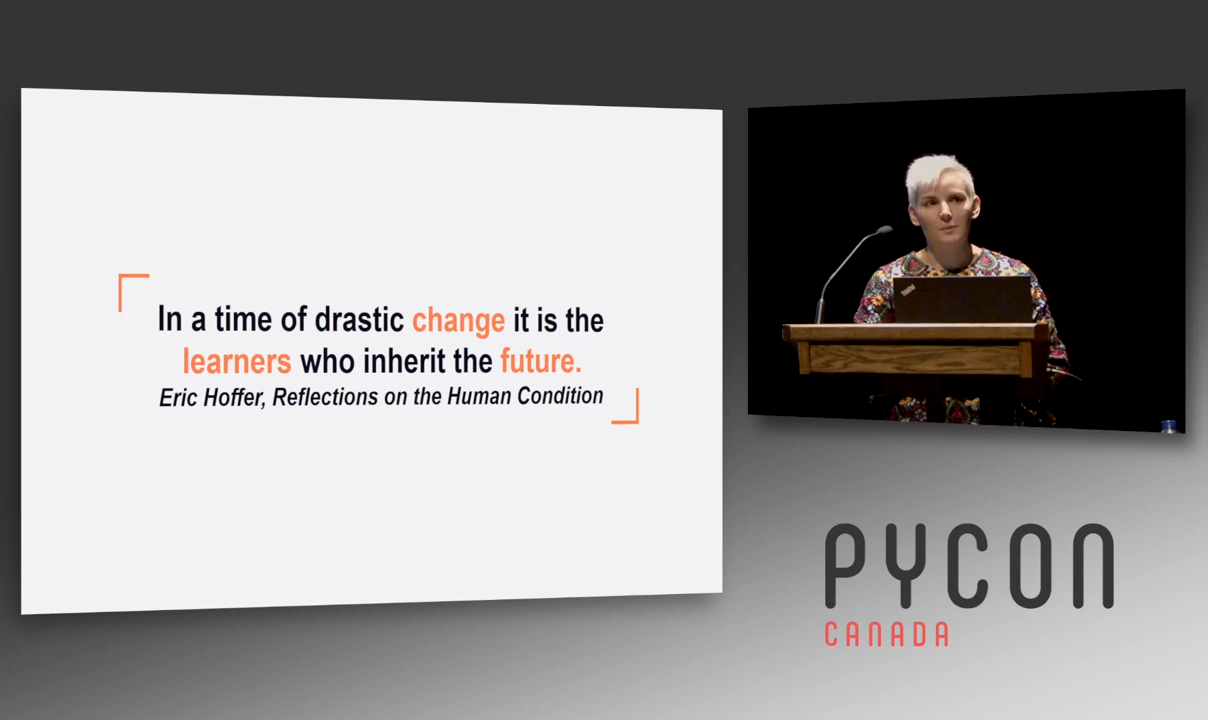 In a time of drastic change it is the
learners who inherit the future.
Eric Hoffer, Reflections on the Human Condition
PYCON
CANADA